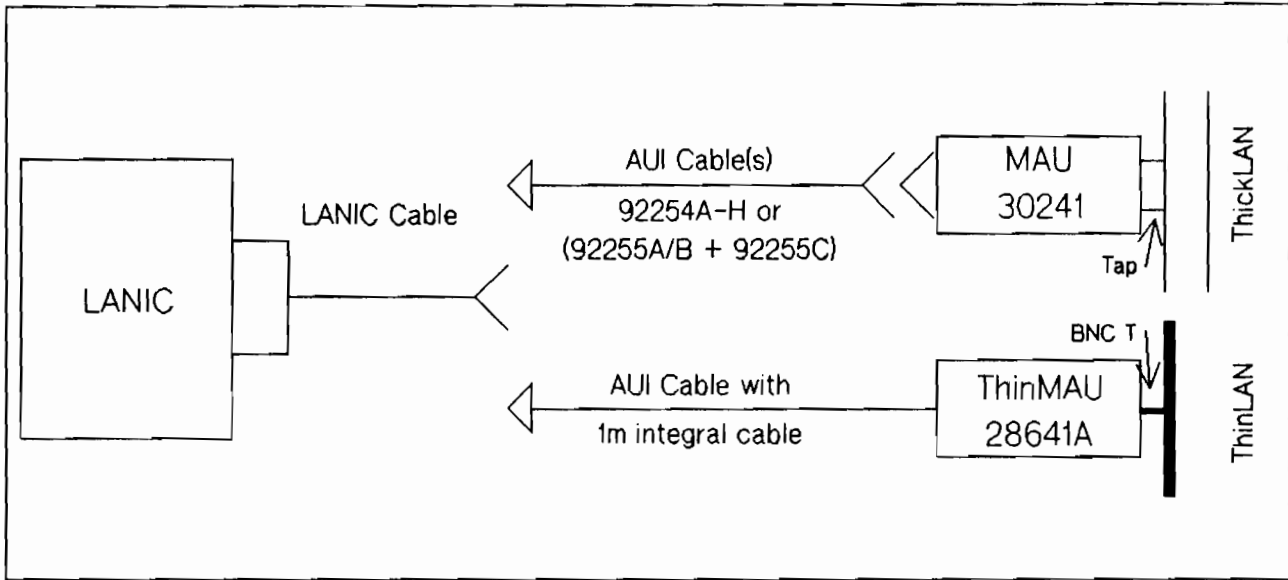 LANIC
LANIC Cable
AUI Cable(s)
92254A-H or
(92255A/B + 92255C)
MAU
30241
Tap
ThickLAN
AUI Cable with
1m integral cable
ThinMAU
28641A
BNC T
ThinLAN